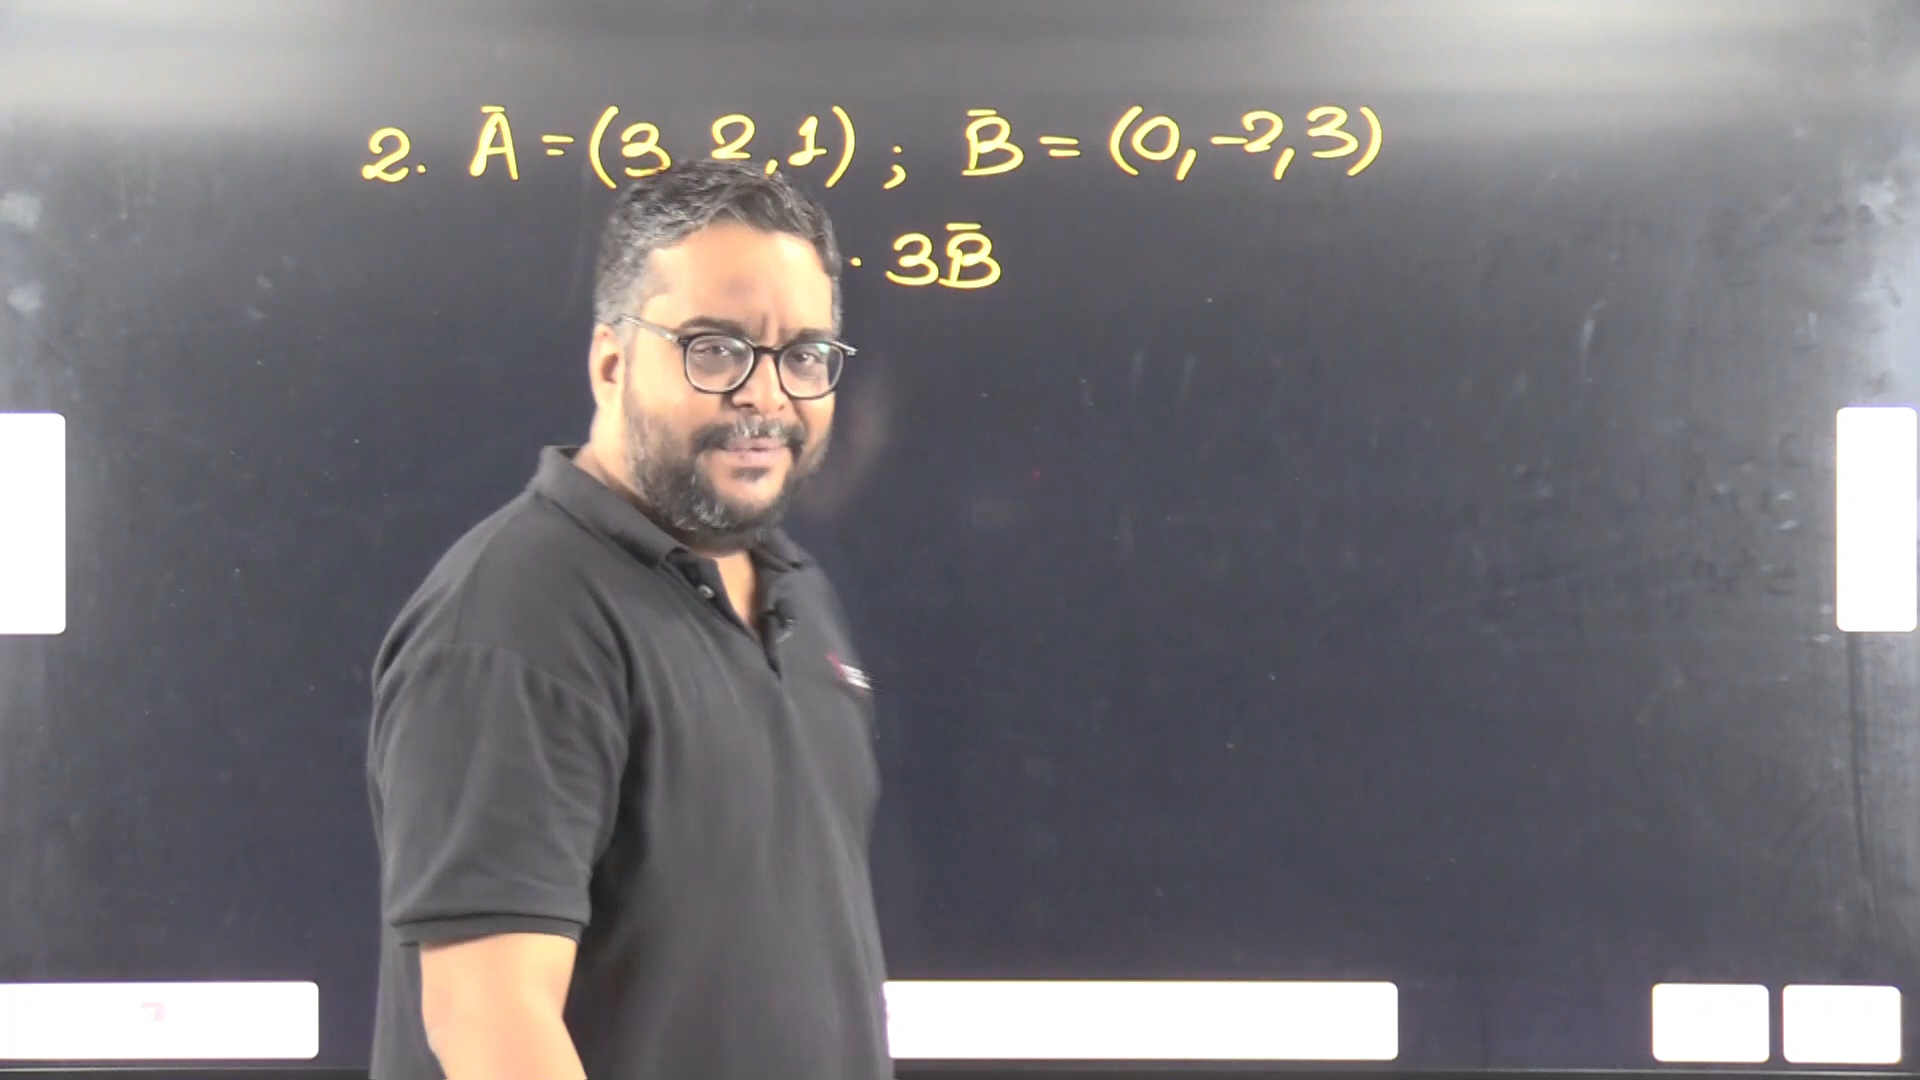 2. Ā = (3 2, 1) ; B̄ = (0, -2, 3)
· 3B̄